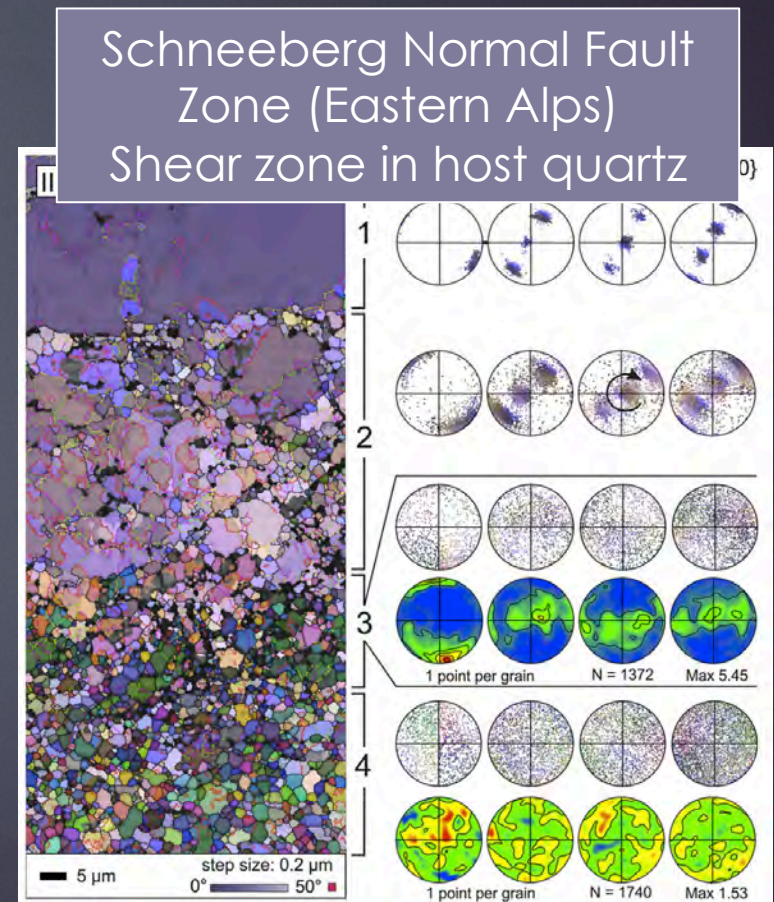 Schneeberg Normal Fault
Zone (Eastern Alps)
Shear zone in host quartz
0}
1
2
3
1 point per grain N = 1372 Max 5.45
4
1 point per grain N = 1740 Max 1.53
5 µm
step size: 0.2 µm
0° 50°